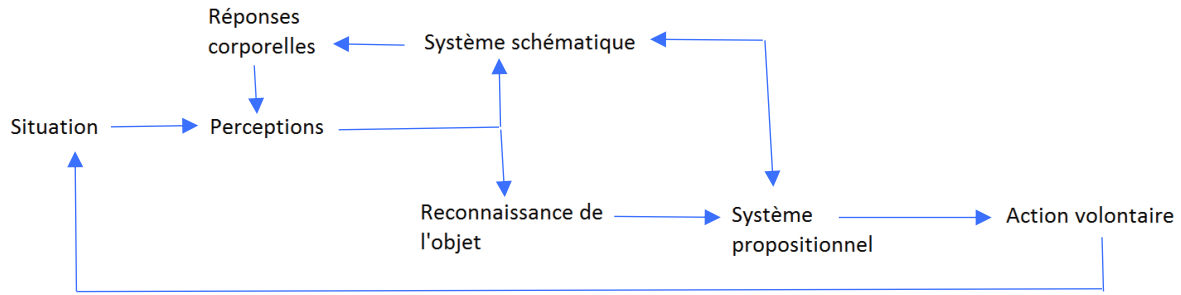 Réponses
corporelles
Système schématique
Situation
Perceptions
Reconnaissance de
l'objet
Système
propositionnel
Action volontaire